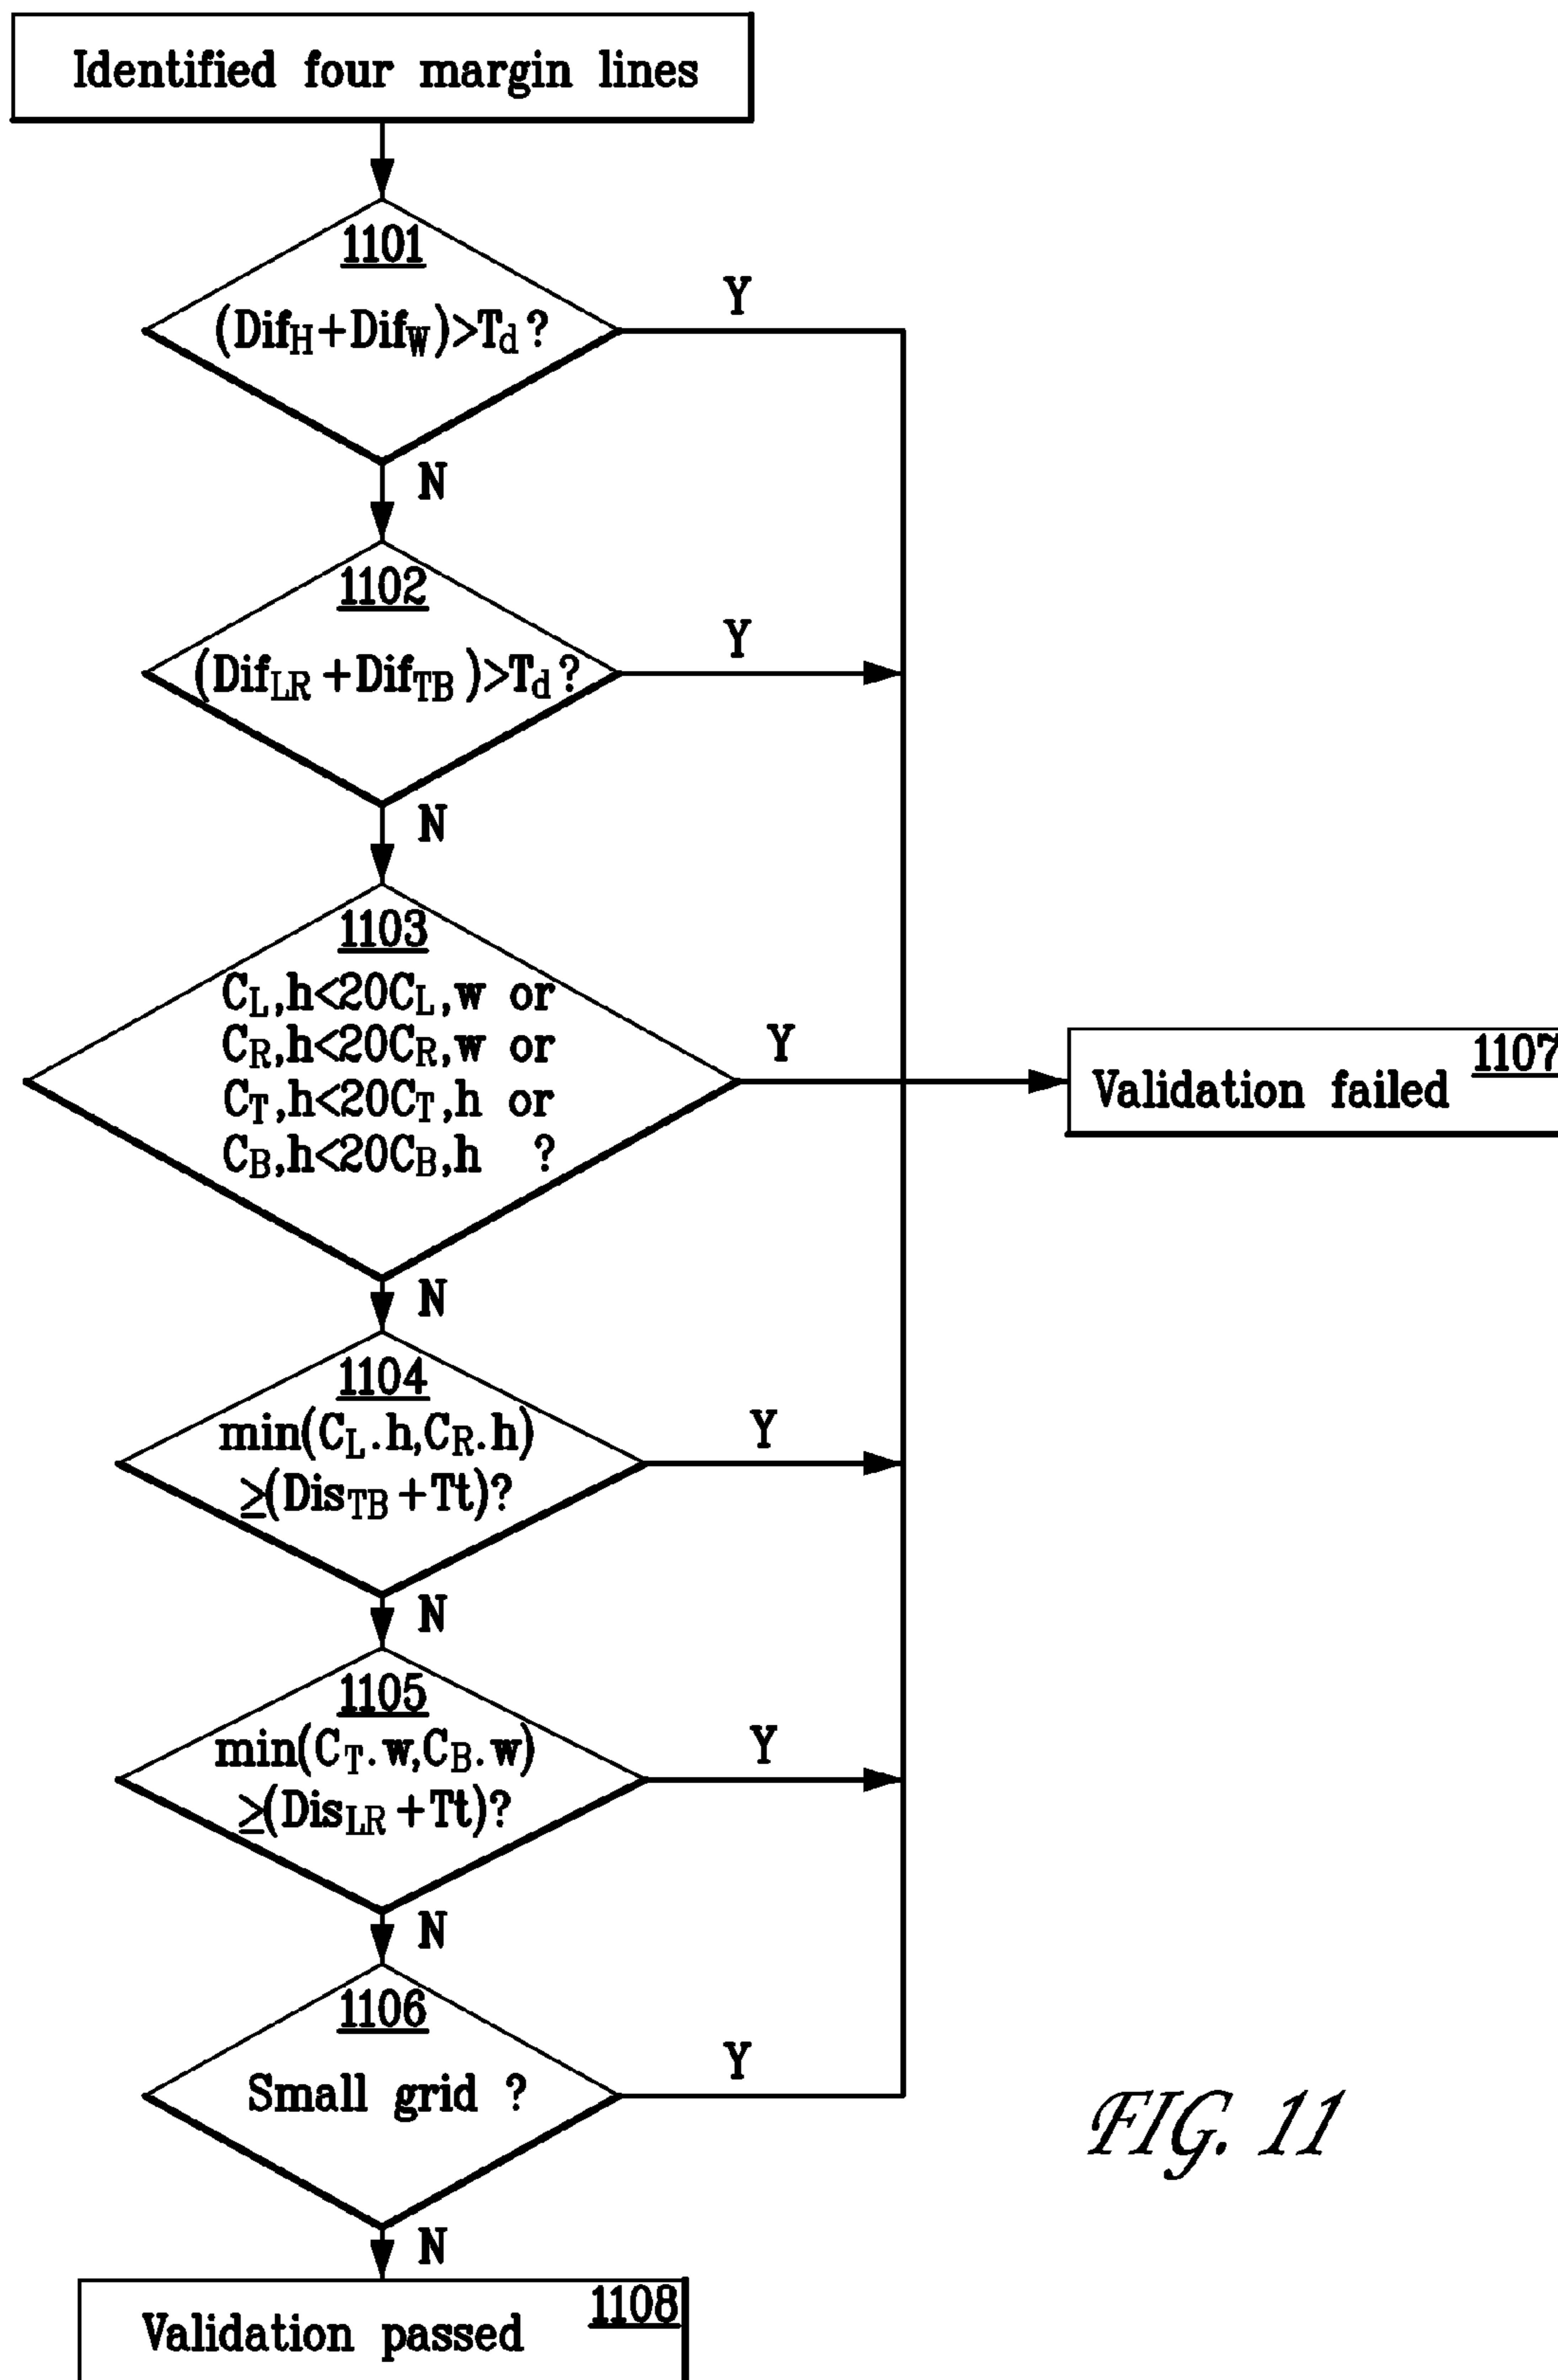 Identified four margin lines
1101
(DifH+DifW)>Td?
Y
N
1102
(DifLR+DifTB)>Td?
Y
N
1103
CL,h<20CL,w or
CR,h<20CR,w or
CT,h<20CT,h or
CB,h<20CB,h ?
Y
1107
Validation failed
N
1104
min(CL.h,CR.h)
≥(DisTB+Tt)?
Y
N
1105
min(CT.w,CB.w)
≥(DisLR+Tt)?
Y
N
1106
Small grid ?
Y
N
1108
Validation passed
FIG. 11